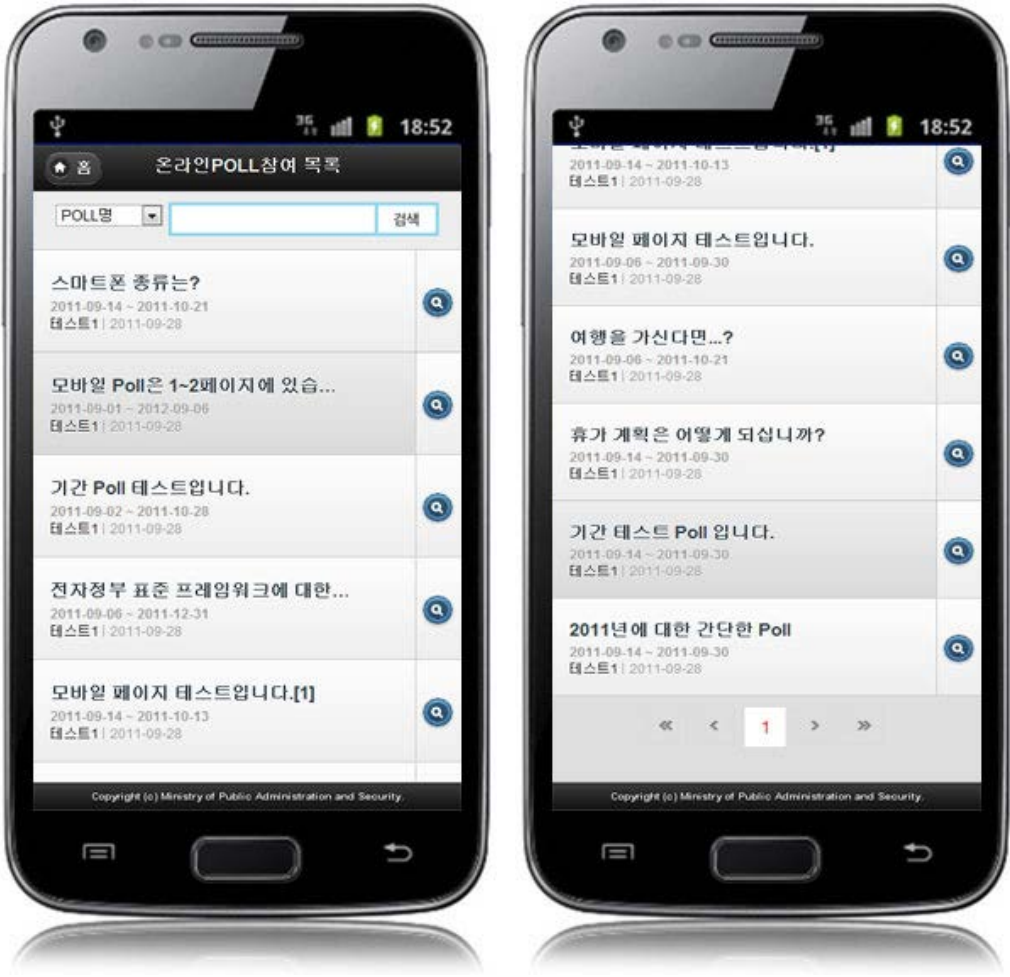 3G
18:52
홈
온라인POLL참여 목록
POLL명
검색
스마트폰 종류는?
2011-09-14 ~ 2011-10-21
테스트1 | 2011-09-28
모바일 Poll은 1~2페이지에 있습...
2011-09-01 ~ 2012-09-06
테스트1 | 2011-09-28
기간 Poll 테스트입니다.
2011-09-02 ~ 2011-10-28
테스트1 | 2011-09-28
전자정부 표준 프레임워크에 대한...
2011-09-06 ~ 2011-12-31
테스트1 | 2011-09-28
모바일 페이지 테스트입니다.[1]
2011-09-14 ~ 2011-10-13
테스트1 | 2011-09-28
Copyright (c) Ministry of Public Administration and Security.
3G
18:52
모바일 페이지 테스트입니다.[1]
2011-09-14 ~ 2011-10-13
테스트1 | 2011-09-28
모바일 페이지 테스트입니다.
2011-09-06 ~ 2011-09-30
테스트1 | 2011-09-28
여행을 가신다면...?
2011-09-06 ~ 2011-10-21
테스트1 | 2011-09-28
휴가 계획은 어떻게 되십니까?
2011-09-14 ~ 2011-09-30
테스트1 | 2011-09-28
기간 테스트 Poll 입니다.
2011-09-14 ~ 2011-09-30
테스트1 | 2011-09-28
2011년에 대한 간단한 Poll
2011-09-14 ~ 2011-09-30
테스트1 | 2011-09-28
« < 1 > »
Copyright (c) Ministry of Public Administration and Security.